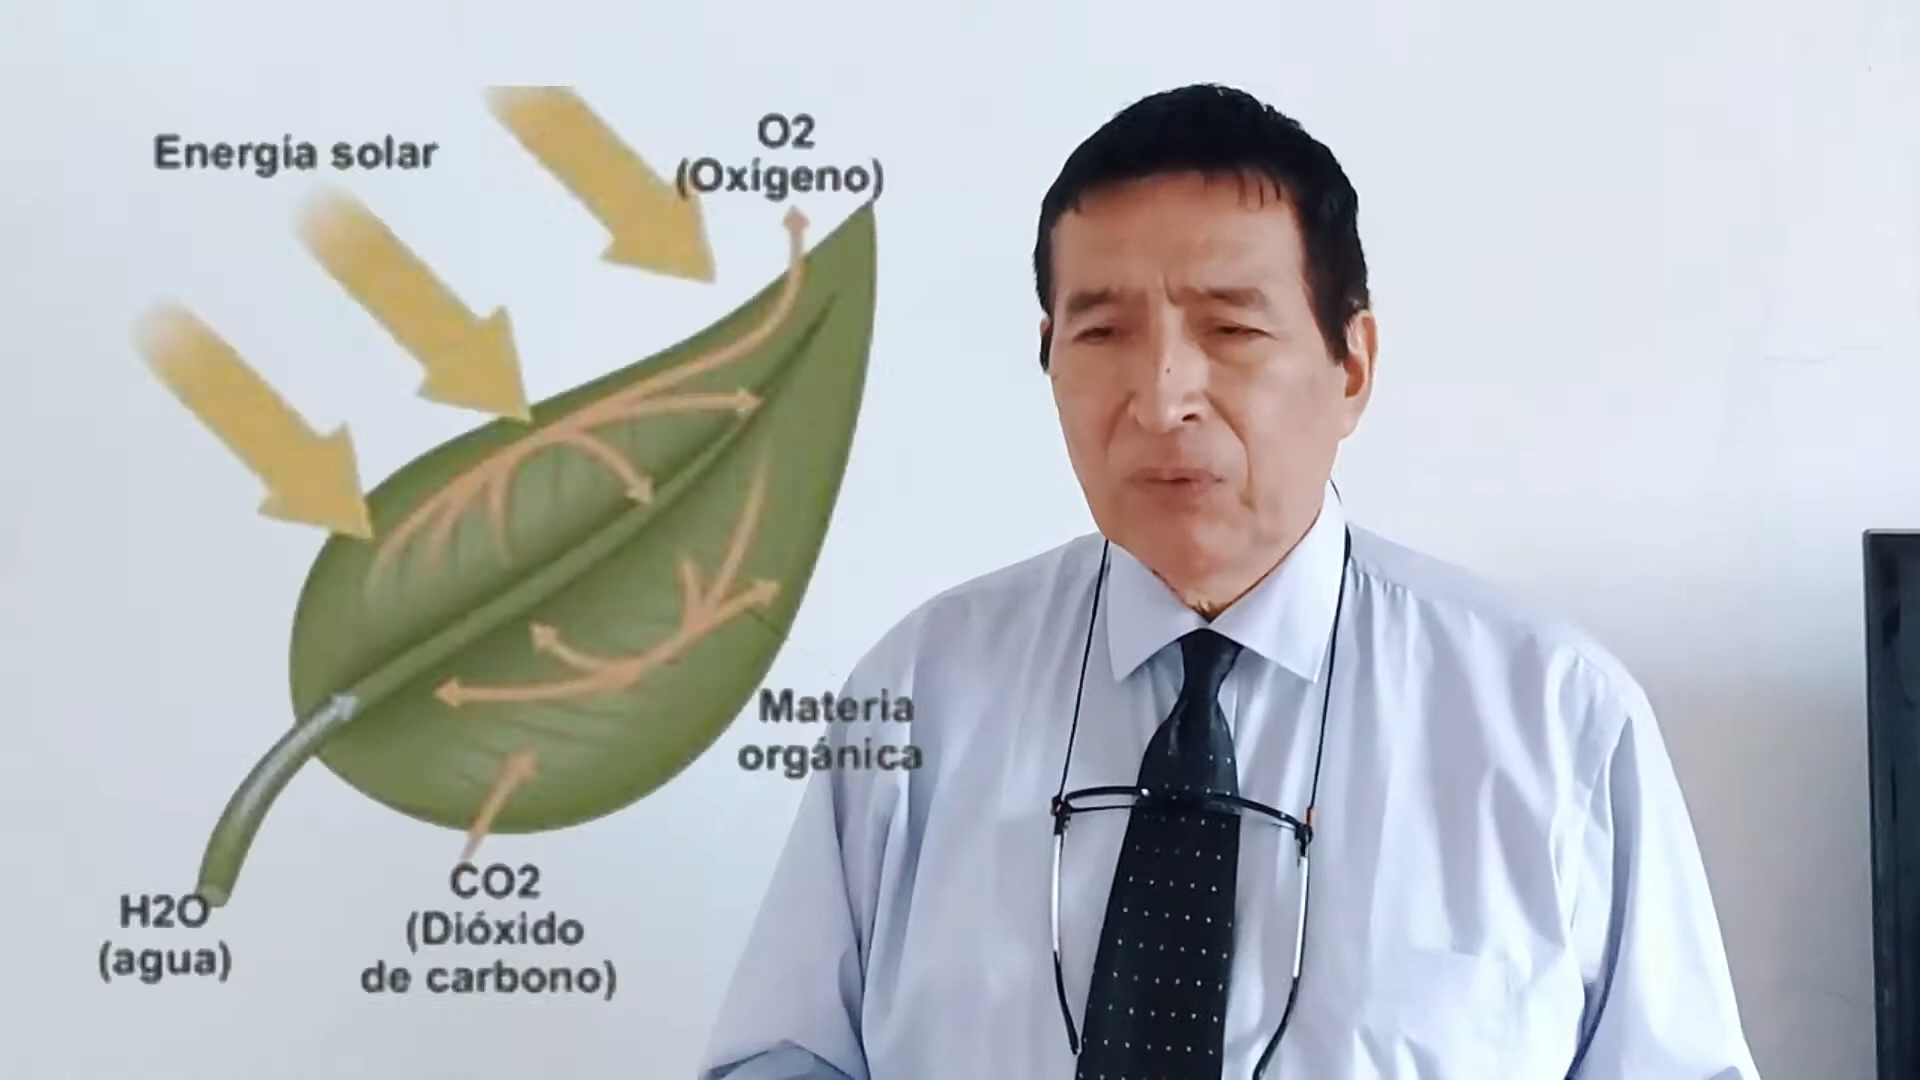 Energía solar
O2
(Oxígeno)
Materia
orgánica
CO2
(Dióxido
de carbono)
H2O
(agua)